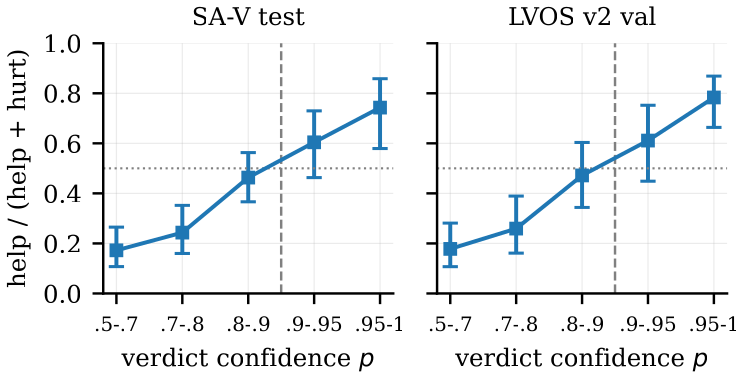 SA-V test
LVOS v2 val
help / (help + hurt)
1.0
0.8
0.6
0.4
0.2
0.0
.5-.7 .7-.8 .8-.9 .9-.95 .95-1
.5-.7 .7-.8 .8-.9 .9-.95 .95-1
verdict confidence p
verdict confidence p